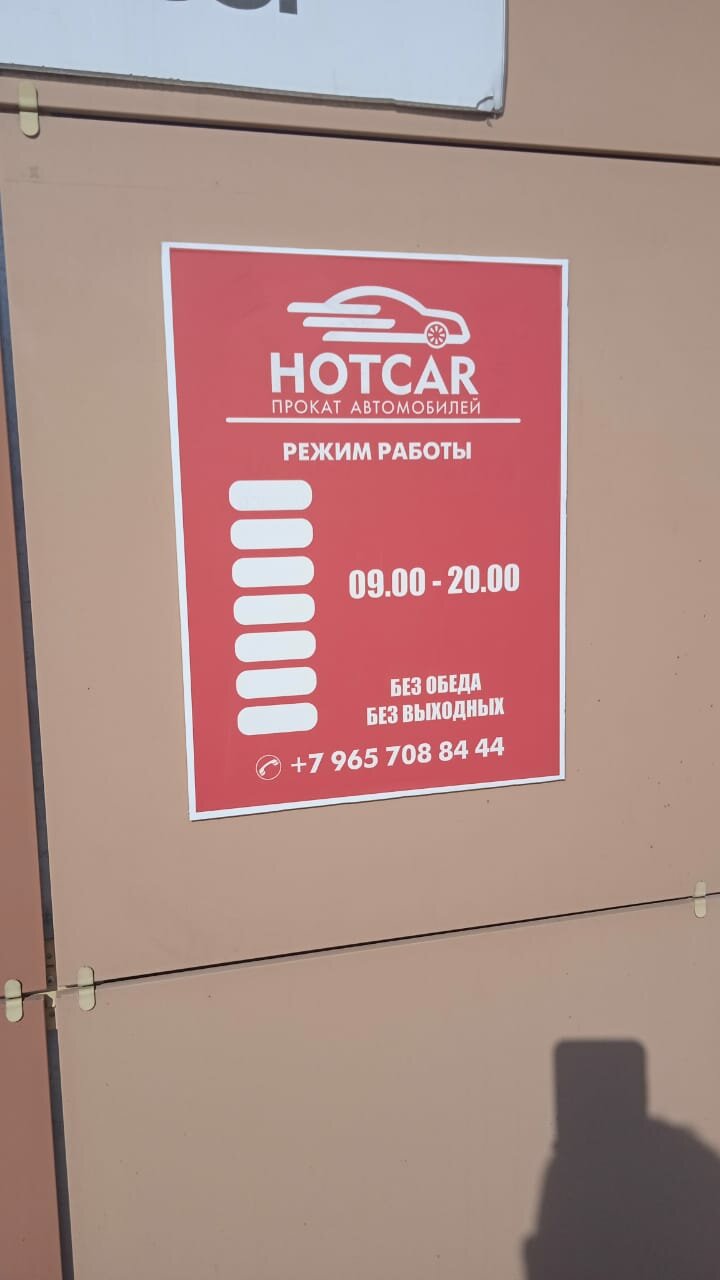 HOTCAR
ПРОКАТ АВТОМОБИЛЕЙ
РЕЖИМ РАБОТЫ
09.00 - 20.00
БЕЗ ОБЕДА
БЕЗ ВЫХОДНЫХ
+7 965 708 84 44